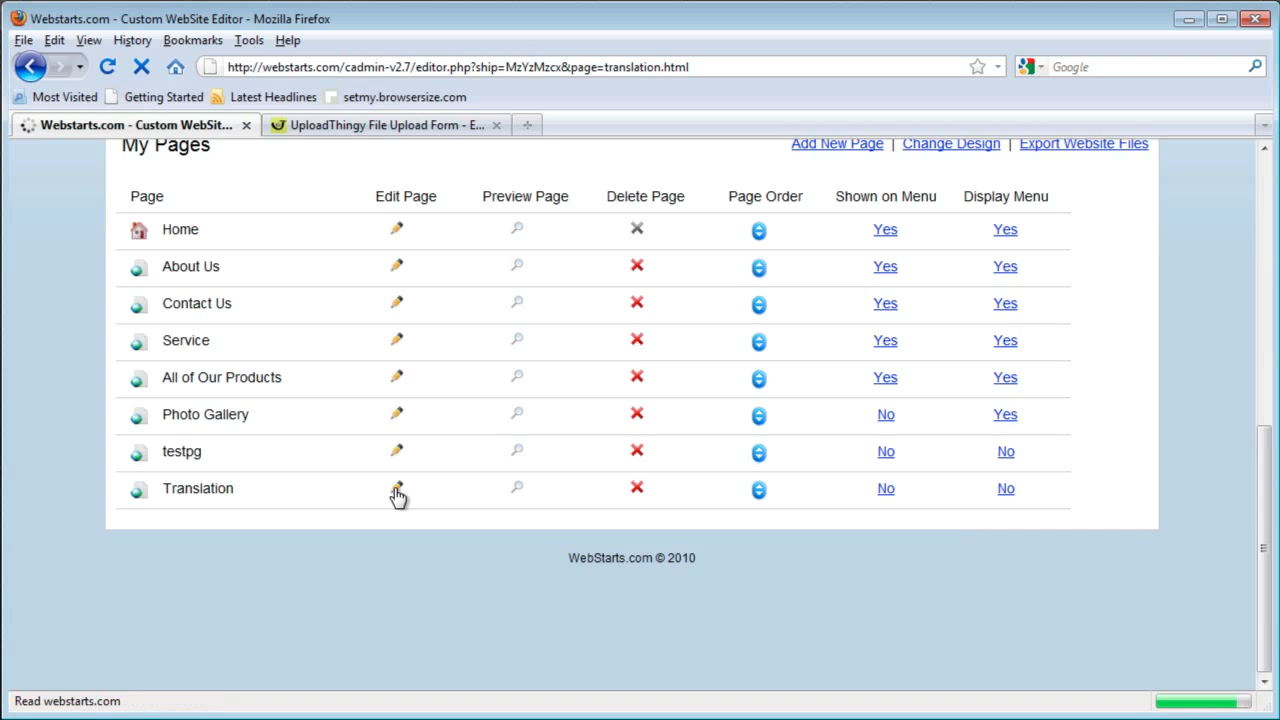 Webstarts.com - Custom WebSite Editor - Mozilla Firefox
File Edit View History Bookmarks Tools Help
http://webstarts.com/cadmin-v2.7/editor.php?ship=MzYzMzcx&page=translation.html Google
Most Visited Getting Started Latest Headlines setmy.browsersize.com
Webstarts.com - Custom WebSit... UploadThingy File Upload Form - E...
My Pages Add New Page | Change Design | Export Website Files
Page Edit Page Preview Page Delete Page Page Order Shown on Menu Display Menu
Home Yes Yes
About Us Yes Yes
Contact Us Yes Yes
Service Yes Yes
All of Our Products Yes Yes
Photo Gallery No Yes
testpg No No
Translation No No
WebStarts.com © 2010
Read webstarts.com